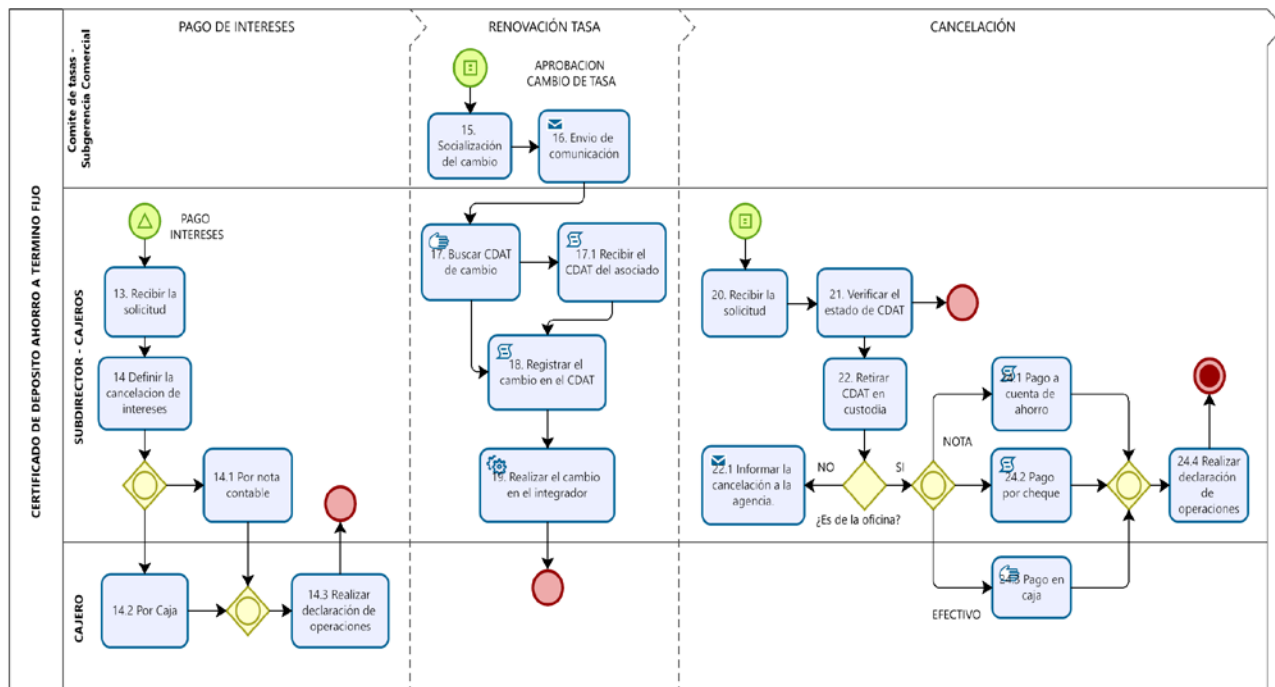 CERTIFICADO DE DEPOSITO AHORRO A TERMINO FIJO
PAGO DE INTERESES
RENOVACIÓN TASA
CANCELACIÓN
Comite de tasas -
Subgerencia Comercial
APROBACION
CAMBIO DE TASA
15.
Socialización
del cambio
16. Envio de
comunicación
SUBDIRECTOR - CAJEROS
PAGO
INTERESES
13. Recibir la
solicitud
14 Definir la
cancelacion de
intereses
14.1 Por nota
contable
17. Buscar CDAT
de cambio
17.1 Recibir el
CDAT del asociado
18. Registrar el
cambio en el CDAT
19. Realizar el cambio
en el integrador
20. Recibir la
solicitud
21. Verificar el
estado de CDAT
22. Retirar
CDAT en
custodia
22.1 Informar la
cancelación a la
agencia.
NO
SI
¿Es de la oficina?
NOTA
24.1 Pago a
cuenta de
ahorro
24.2 Pago
por cheque
24.4 Realizar
declaración
de
operaciones
CAJERO
14.2 Por Caja
14.3 Realizar
declaración de
operaciones
24.3 Pago en
caja
EFECTIVO